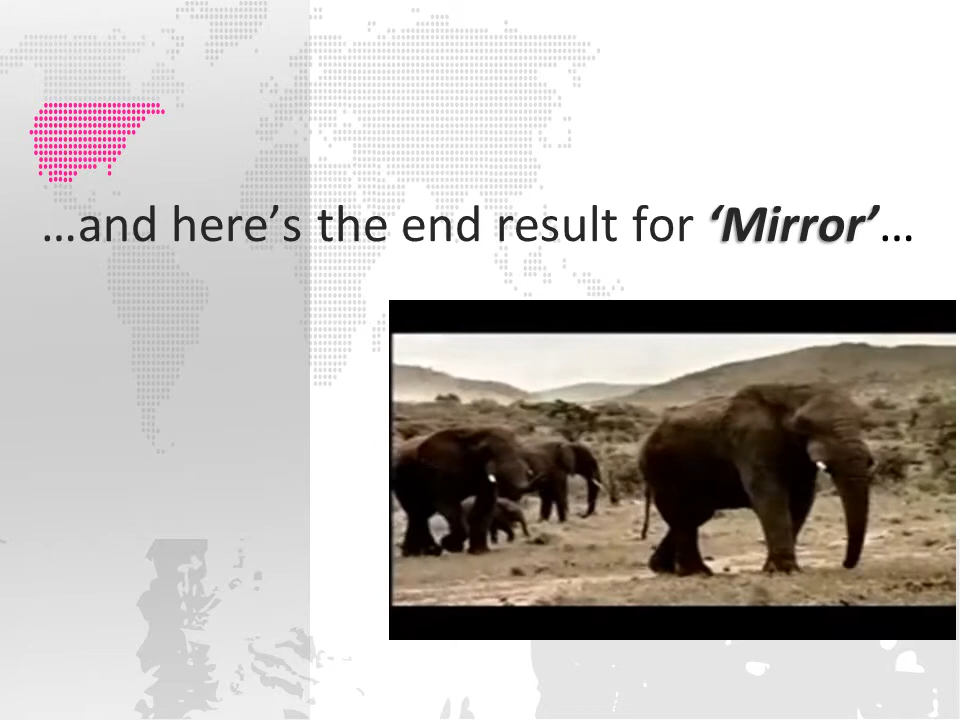 …and here’s the end result for ‘Mirror’…